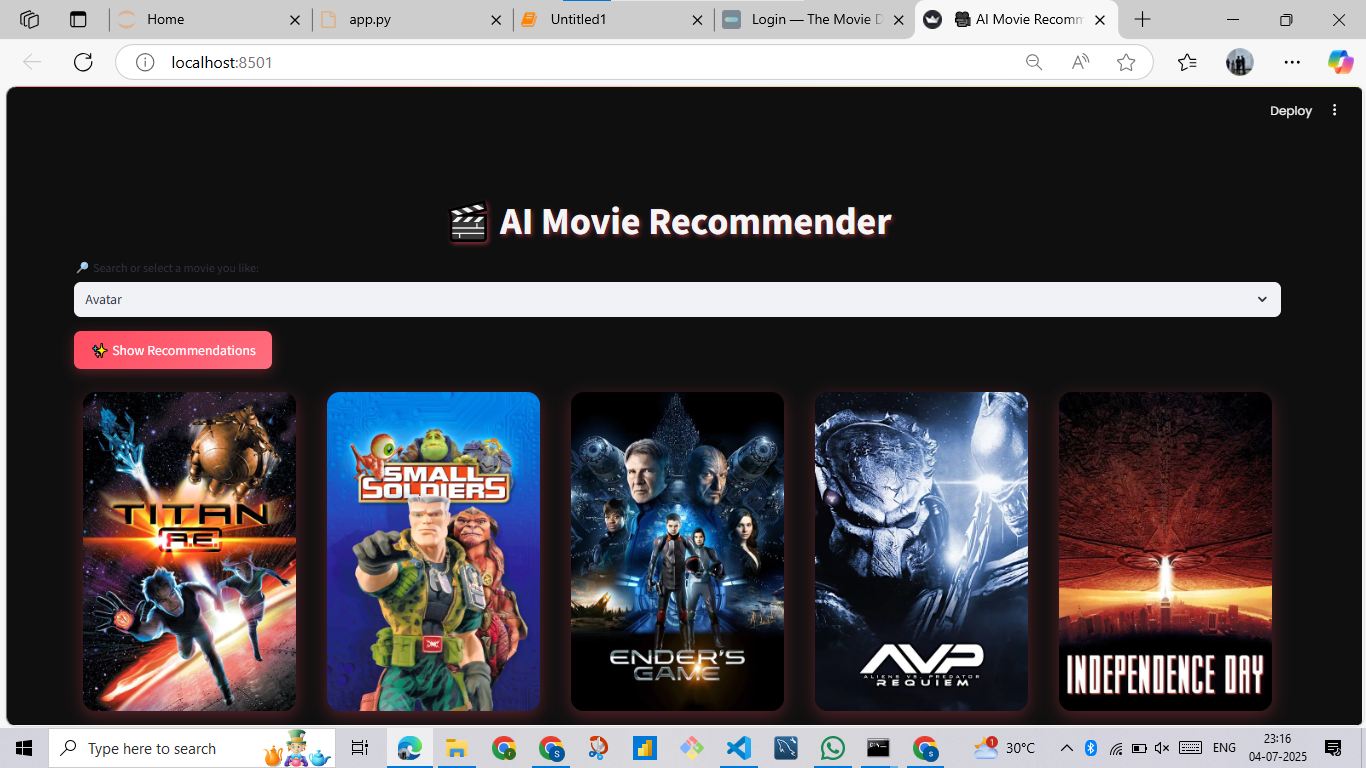 Home
app.py
Untitled1
Login — The Movie D
AI Movie Recomm
localhost:8501
Deploy
AI Movie Recommender
Search or select a movie you like:
Avatar
Show Recommendations
TITAN
A.E.
SMALL
SOLDIERS
ENDER'S
GAME
AVP
ALIENS VS. PREDATOR
REQUIEM
INDEPENDENCE DAY
Type here to search
1
30°C
ENG
23:16
04-07-2025